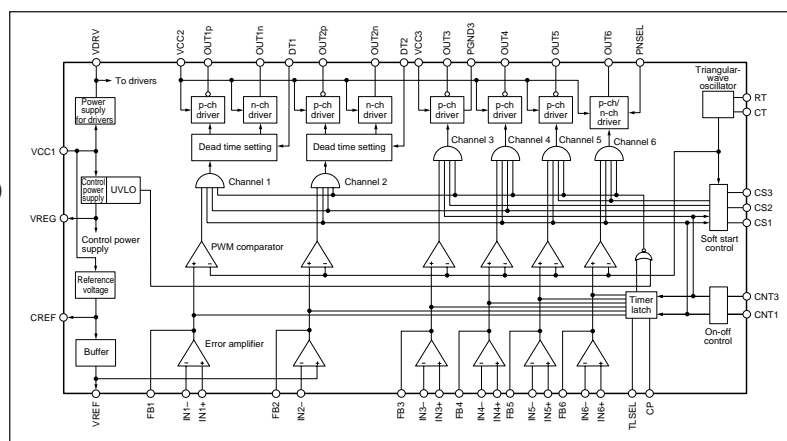 VDRV
VCC2
OUT1p
OUT1n
DT1
OUT2p
OUT2n
DT2
VCC3
OUT3
PGND3
OUT4
OUT5
OUT6
PNSEL
To drivers
Triangular-
wave
oscillator
RT
CT
Power supply
for drivers
p-ch
driver
n-ch
driver
p-ch
driver
n-ch
driver
p-ch
driver
p-ch
driver
p-ch
driver
p-ch/
n-ch
driver
Dead time setting
Dead time setting
Channel 3
Channel 4
Channel 5
Channel 6
VCC1
Control
power
supply
UVLO
Channel 1
Channel 2
CS3
CS2
CS1
VREG
Control power
supply
PWM comparator
Soft start
control
Reference
voltage
Timer
latch
CNT3
CNT1
On-off
control
CREF
Buffer
Error amplifier
VREF
FB1
IN1−
IN1+
FB2
IN2−
FB3
IN3−
IN3+
FB4
IN4−
IN4+
FB5
IN5−
IN5+
FB6
IN6−
IN6+
TLSEL
CP